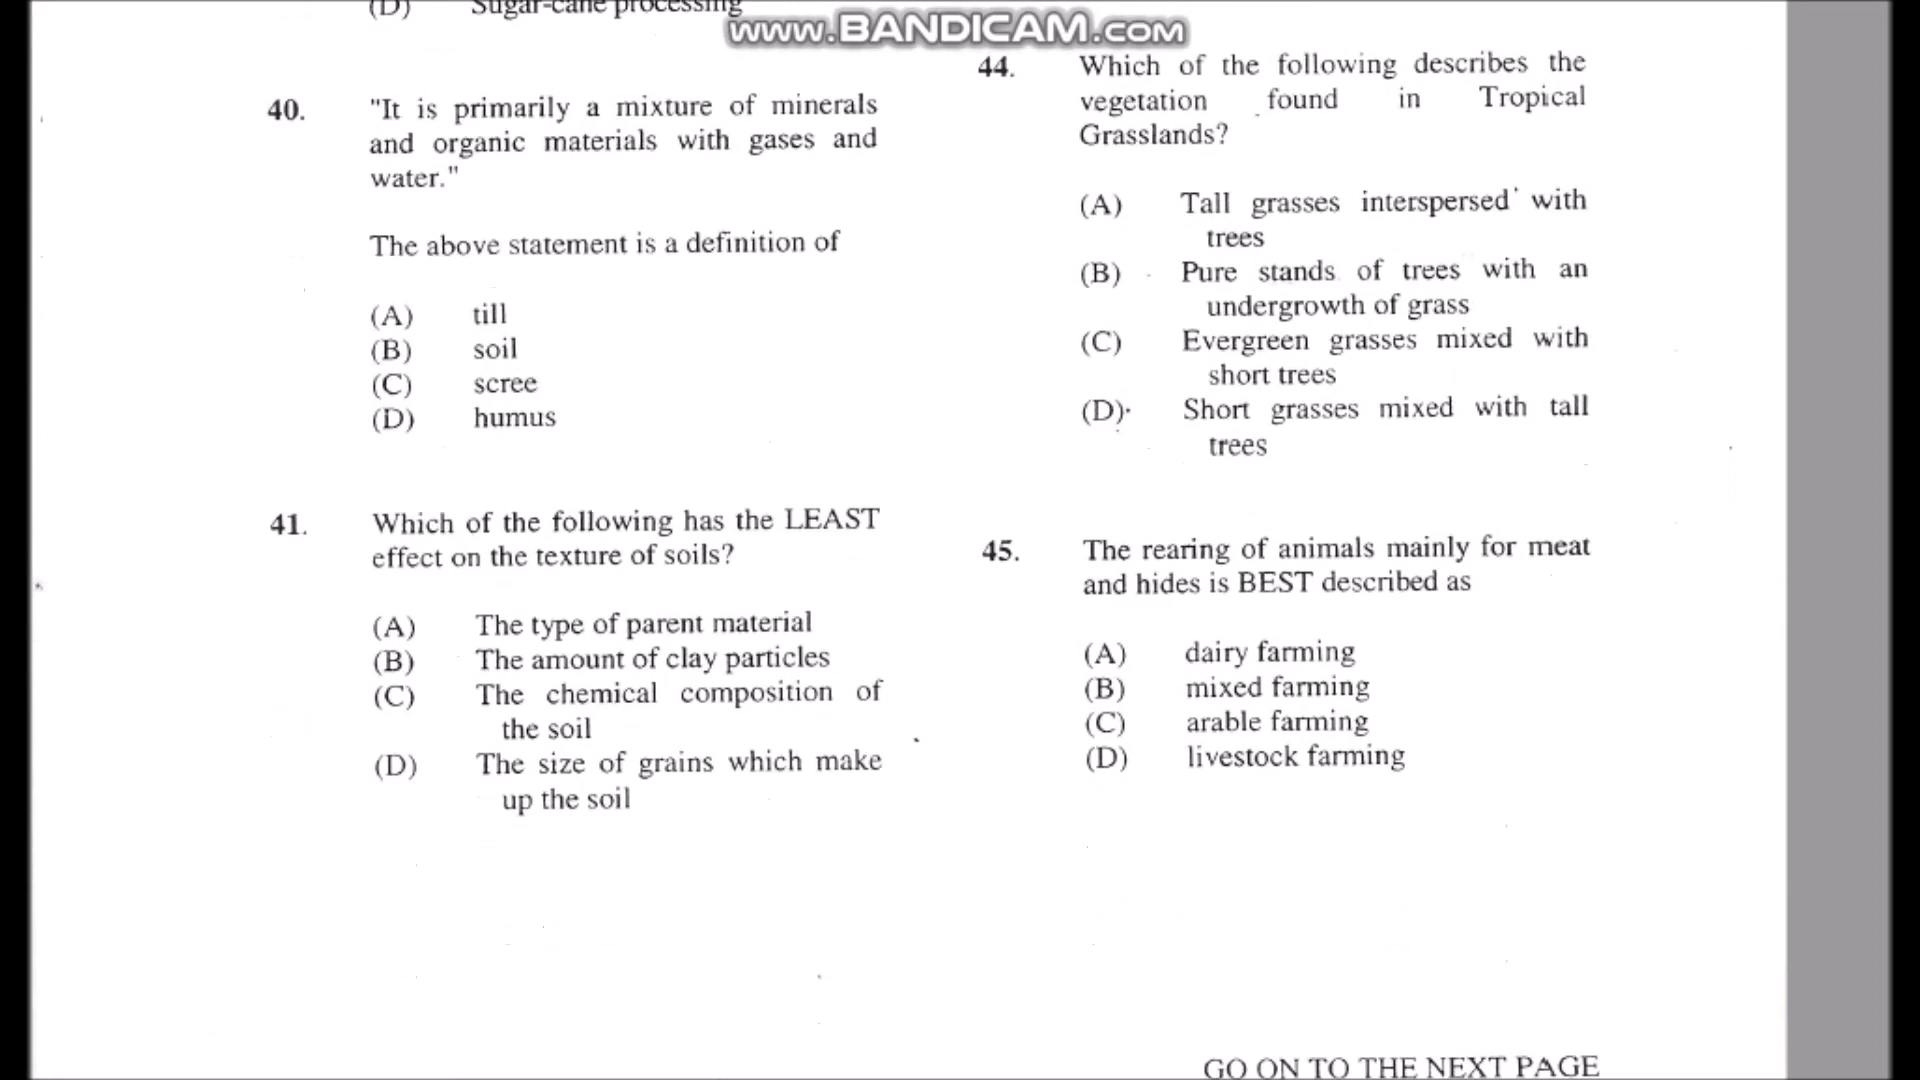 (D) Sugar-cane processing
www.BANDICAM.com
40. "It is primarily a mixture of minerals
and organic materials with gases and
water."
The above statement is a definition of
(A) till
(B) soil
(C) scree
(D) humus
41. Which of the following has the LEAST
effect on the texture of soils?
(A) The type of parent material
(B) The amount of clay particles
(C) The chemical composition of
the soil
(D) The size of grains which make
up the soil
44. Which of the following describes the
vegetation found in Tropical
Grasslands?
(A) Tall grasses interspersed with
trees
(B) Pure stands of trees with an
undergrowth of grass
(C) Evergreen grasses mixed with
short trees
(D) Short grasses mixed with tall
trees
45. The rearing of animals mainly for meat
and hides is BEST described as
(A) dairy farming
(B) mixed farming
(C) arable farming
(D) livestock farming
GO ON TO THE NEXT PAGE